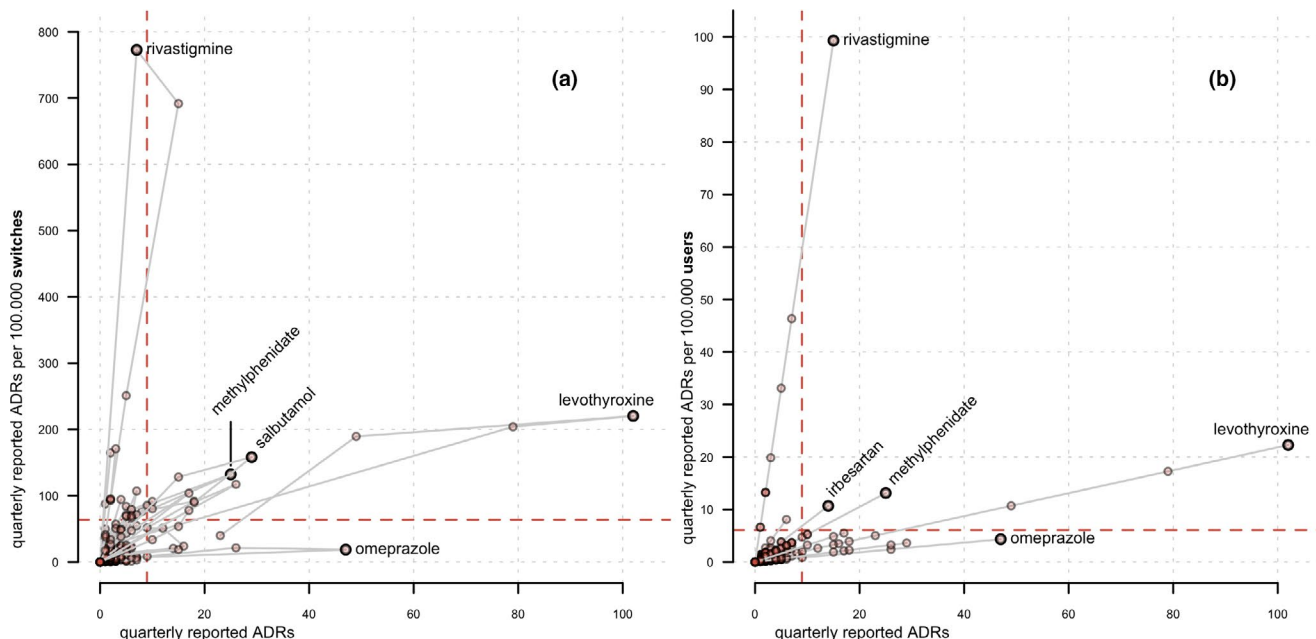 (a)
quarterly reported ADRs per 100.000 switches
800
700
600
500
400
300
200
100
0
rivastigmine
methylphenidate
salbutamol
levothyroxine
omeprazole
0 20 40 60 80 100
quarterly reported ADRs
(b)
quarterly reported ADRs per 100.000 users
100
90
80
70
60
50
40
30
20
10
0
rivastigmine
irbesartan
methylphenidate
levothyroxine
omeprazole
0 20 40 60 80 100
quarterly reported ADRs